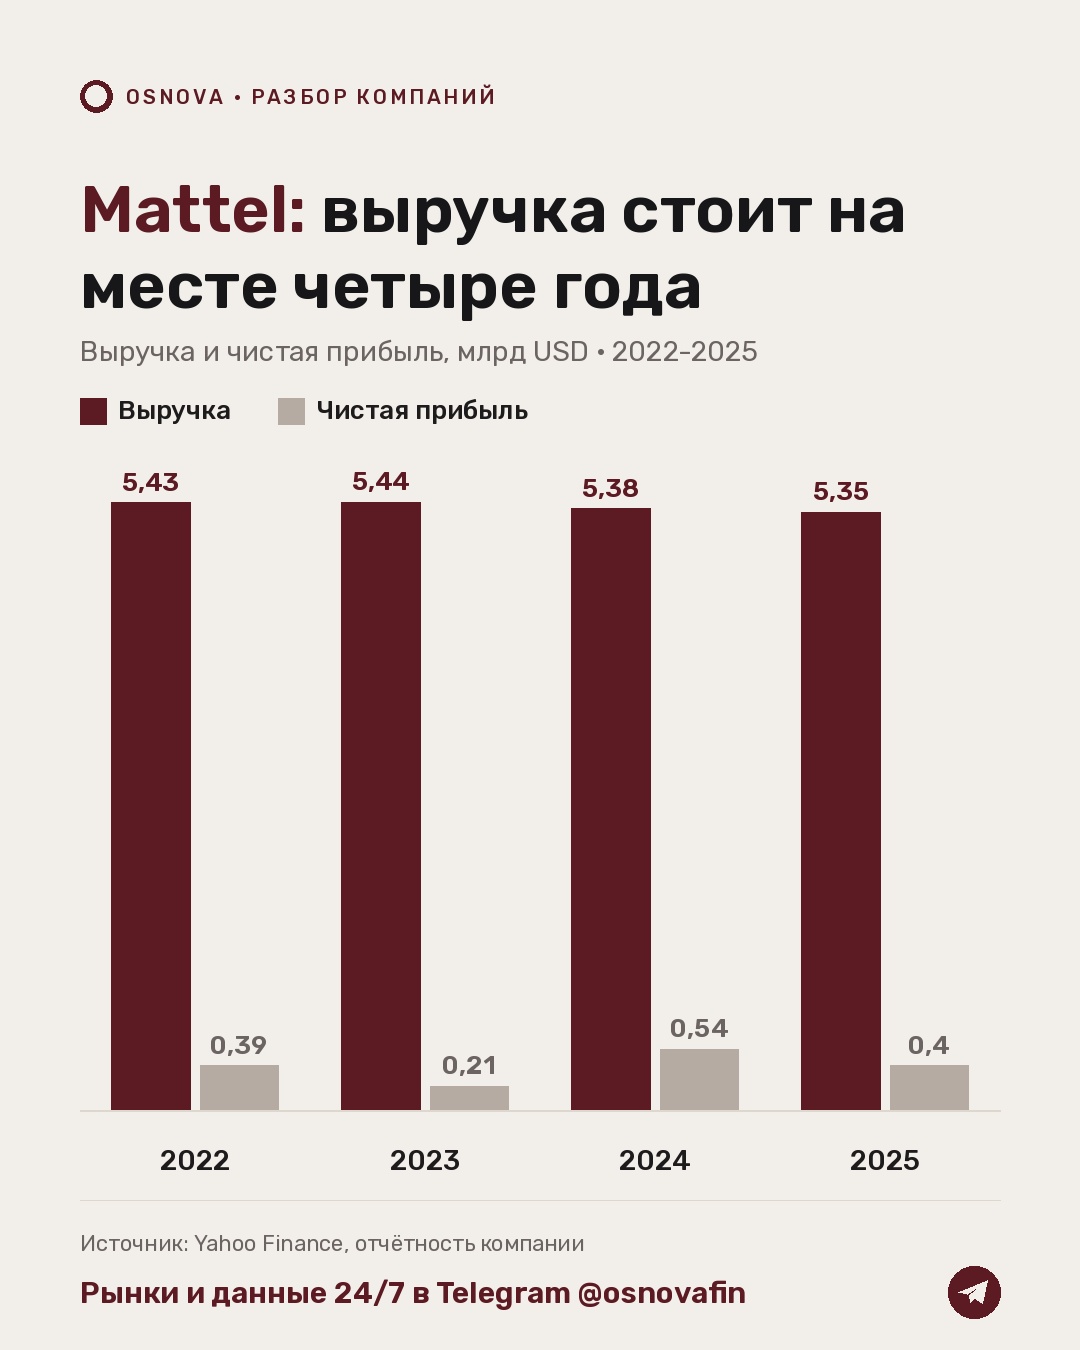 OSNOVA • РАЗБОР КОМПАНИЙ
Mattel: выручка стоит на
месте четыре года
Выручка и чистая прибыль, млрд USD • 2022–2025
Выручка Чистая прибыль
5,43 5,44 5,38 5,35
0,39 0,21 0,54 0,4
2022 2023 2024 2025
Источник: Yahoo Finance, отчётность компании
Рынки и данные 24/7 в Telegram @osnovafin